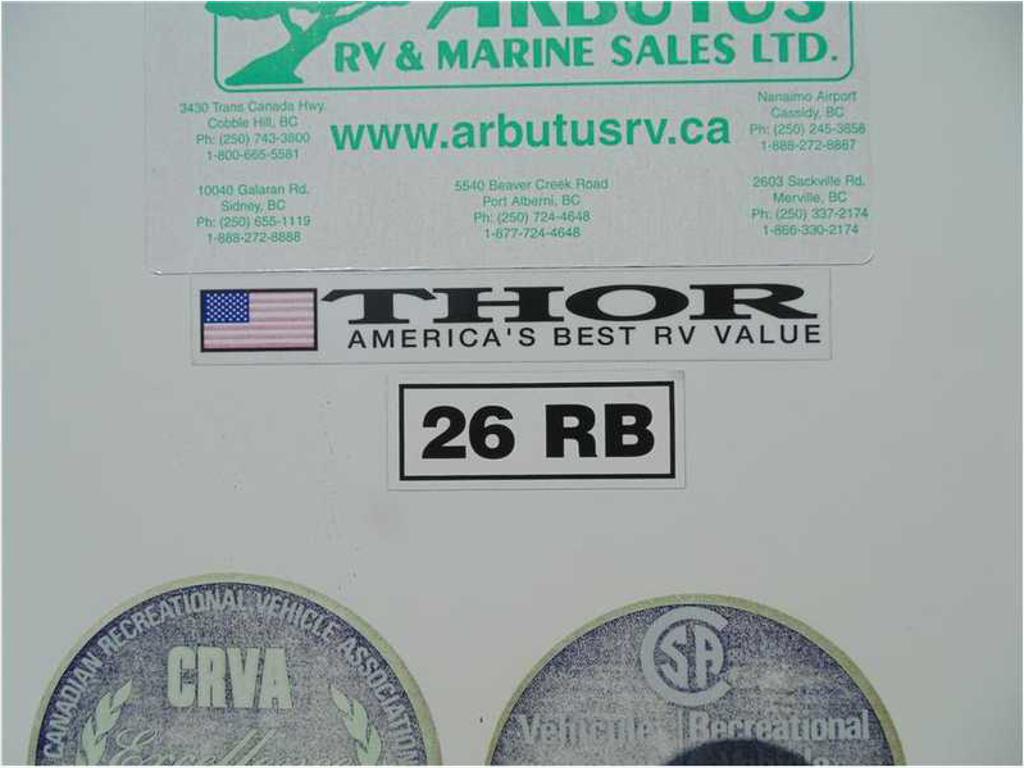 ARBUTUS
RV & MARINE SALES LTD.
3430 Trans Canada Hwy.
Cobble Hill, BC
Ph: (250) 743-3800
1-800-665-5581
www.arbutusrv.ca
Nanaimo Airport
Cassidy, BC
Ph: (250) 245-3858
1-888-272-8887
10040 Galaran Rd.
Sidney, BC
Ph: (250) 655-1119
1-888-272-8888
5540 Beaver Creek Road
Port Alberni, BC
Ph: (250) 724-4648
1-877-724-4648
2603 Sackville Rd.
Merville, BC
Ph: (250) 337-2174
1-866-330-2174
THOR
AMERICA'S BEST RV VALUE
26 RB
CANADIAN RECREATIONAL VEHICLE ASSOCIATION
CRVA
Excellence
CSA
Vehicule
Recreational